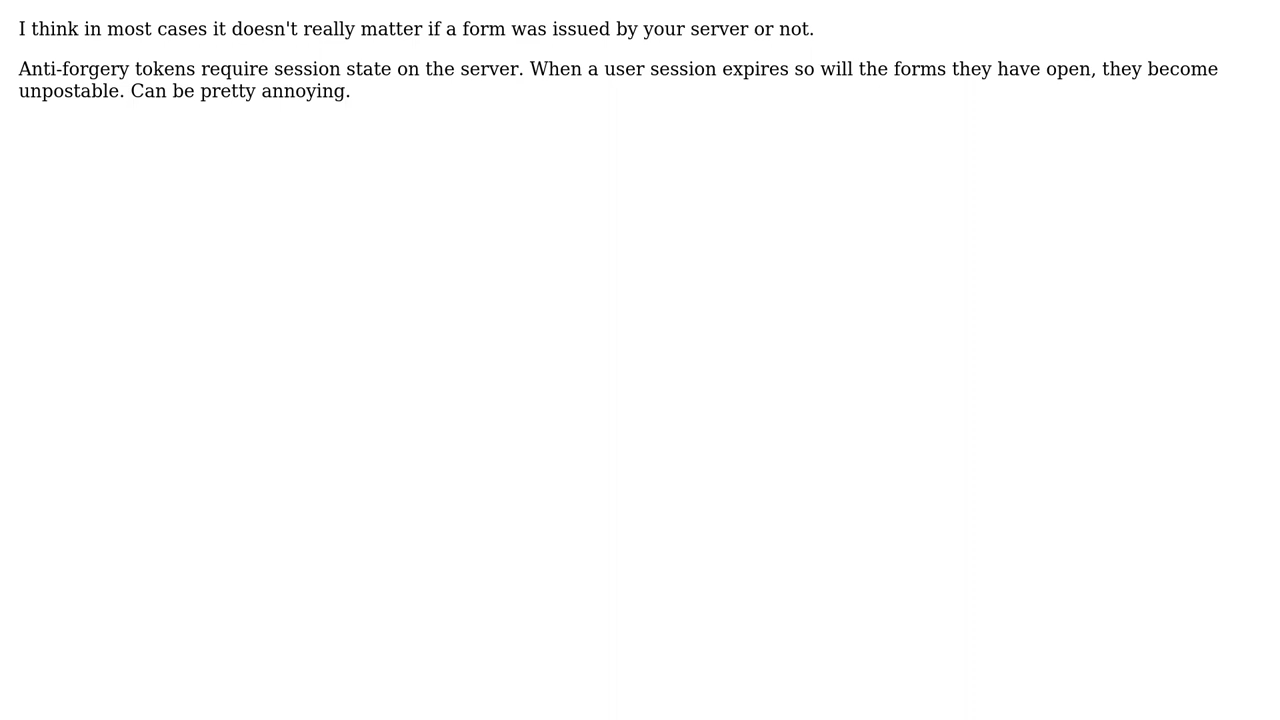 I think in most cases it doesn't really matter if a form was issued by your server or not.
Anti-forgery tokens require session state on the server. When a user session expires so will the forms they have open, they become
unpostable. Can be pretty annoying.